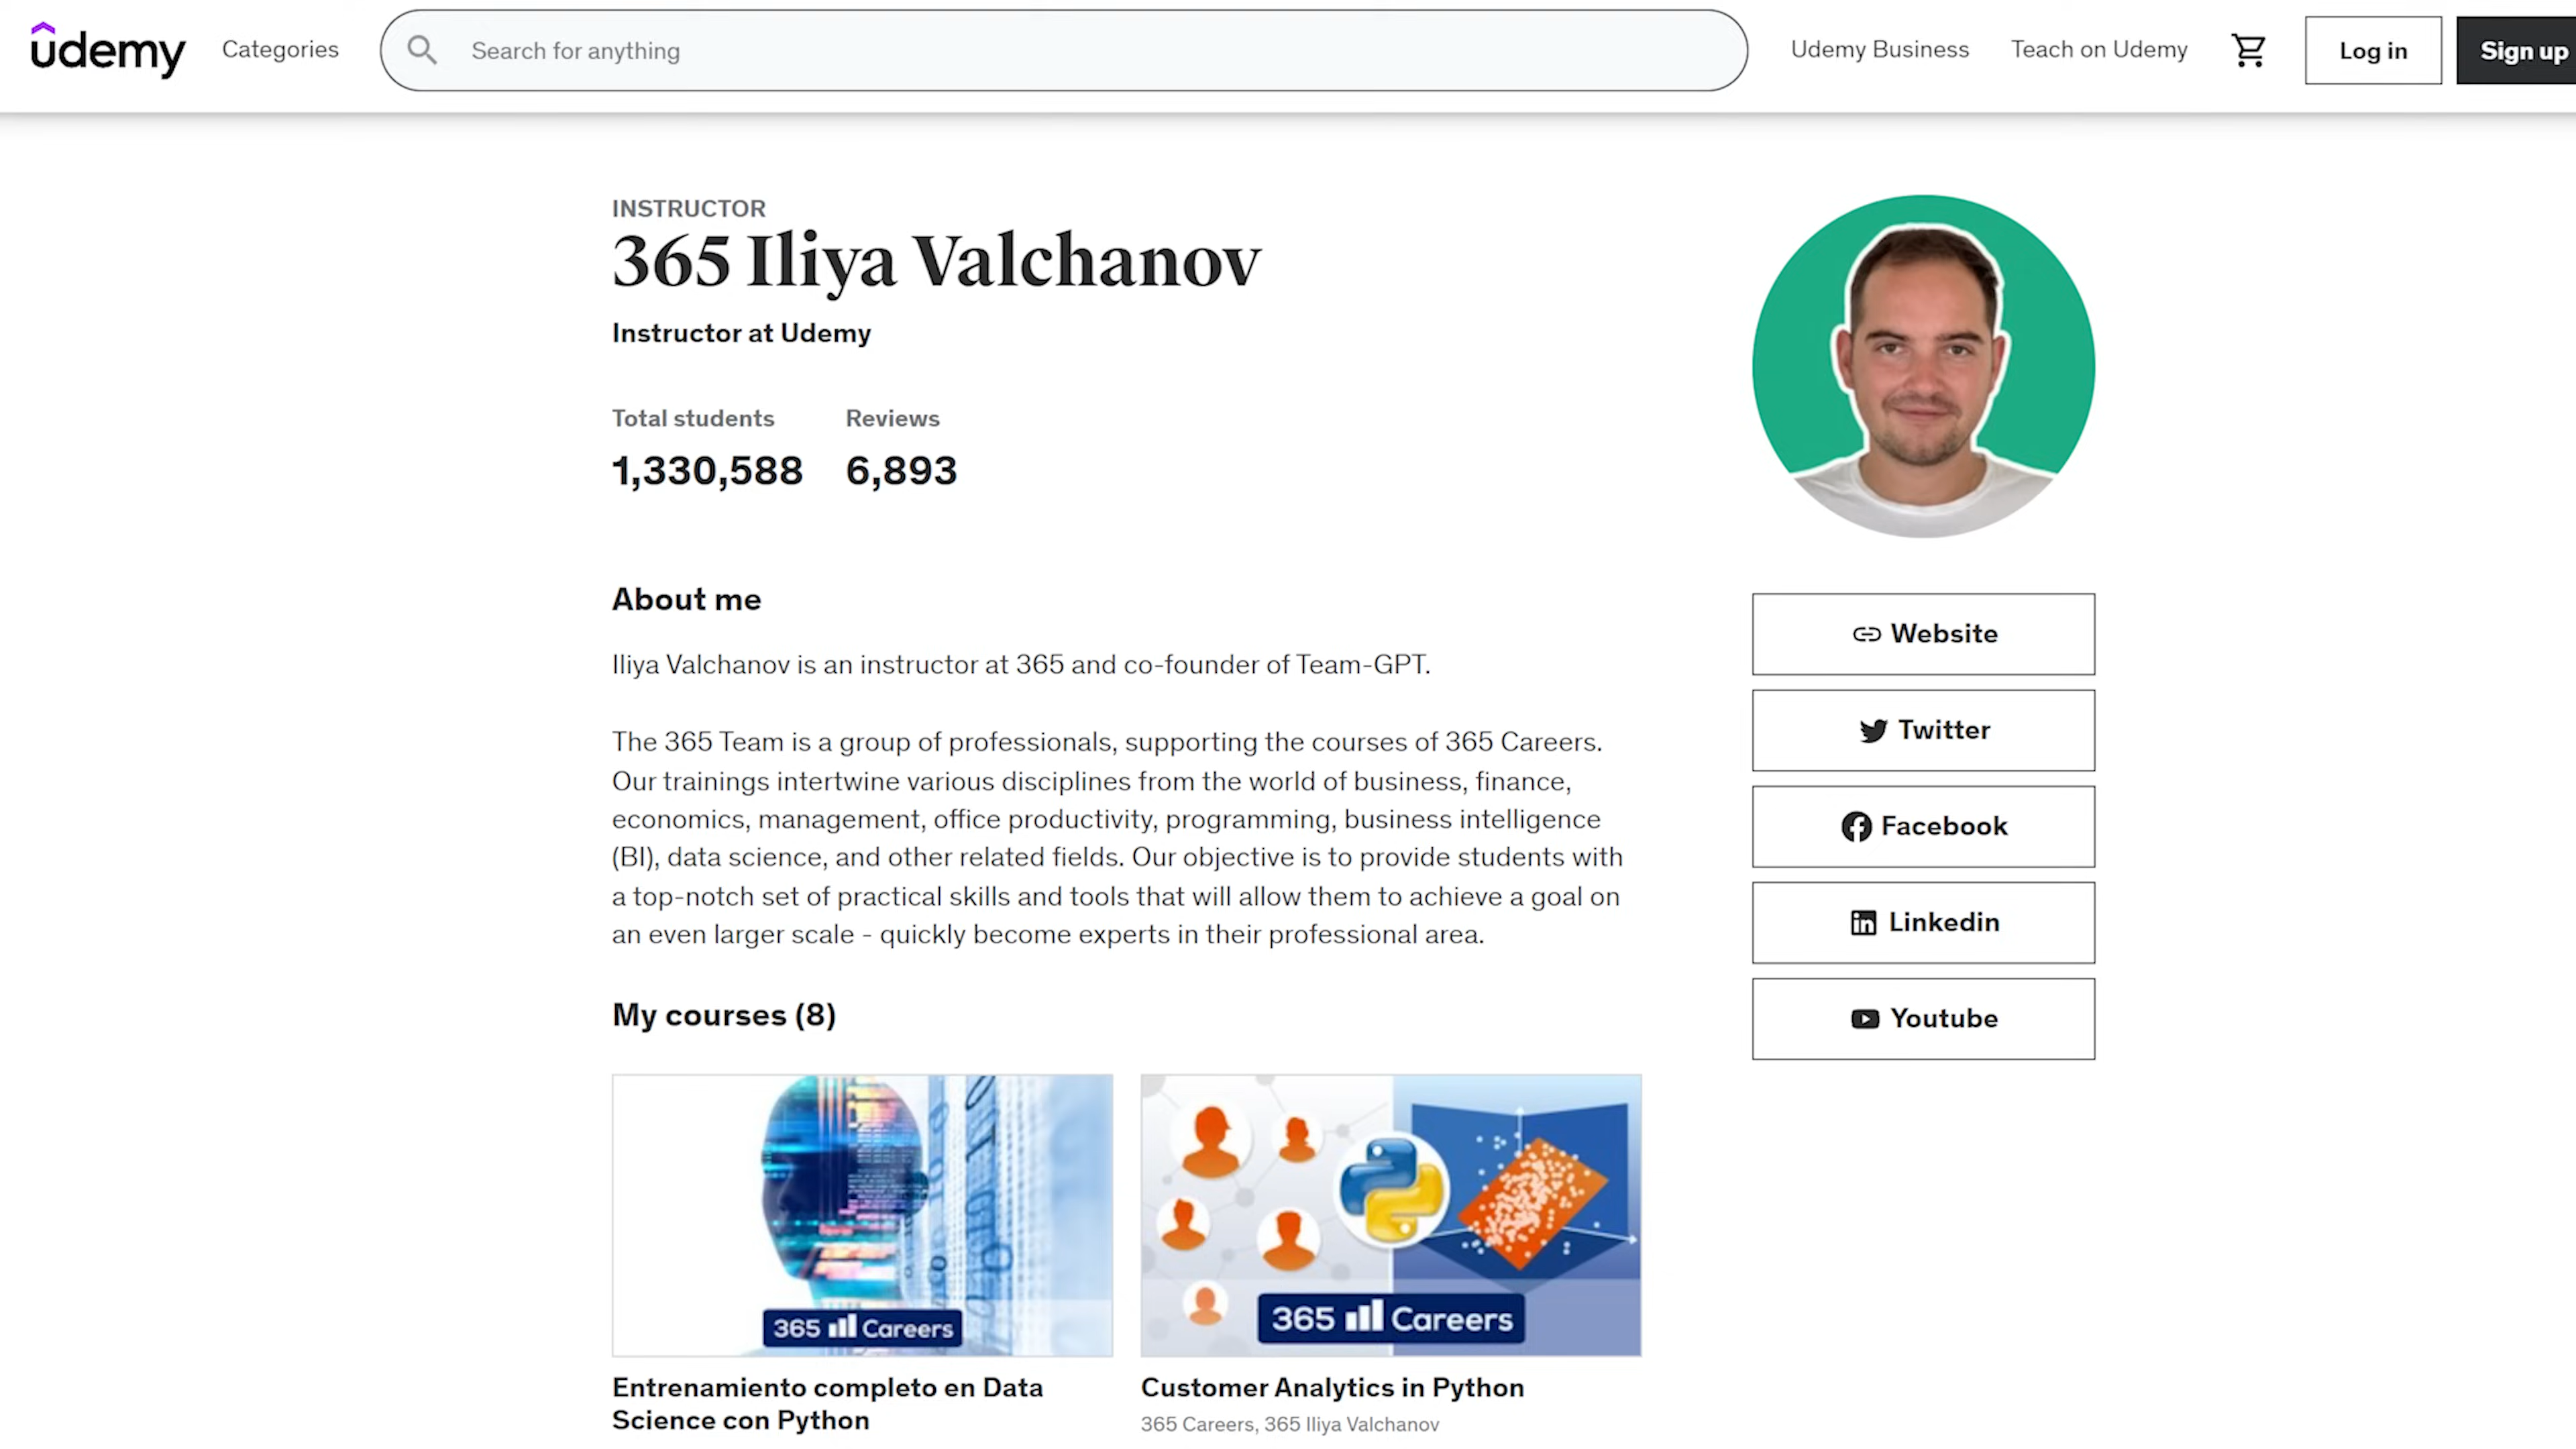 udemy
Categories
Search for anything
Udemy Business
Teach on Udemy
Log in
Sign up
INSTRUCTOR
365 Iliya Valchanov
Instructor at Udemy
Total students
Reviews
1,330,588
6,893
About me
Iliya Valchanov is an instructor at 365 and co-founder of Team-GPT.
The 365 Team is a group of professionals, supporting the courses of 365 Careers.
Our trainings intertwine various disciplines from the world of business, finance,
economics, management, office productivity, programming, business intelligence
(BI), data science, and other related fields. Our objective is to provide students with
a top-notch set of practical skills and tools that will allow them to achieve a goal on
an even larger scale - quickly become experts in their professional area.
Website
Twitter
Facebook
Linkedin
Youtube
My courses (8)
365 Careers
365 Careers
Entrenamiento completo en Data
Science con Python
Customer Analytics in Python
365 Careers, 365 Iliya Valchanov